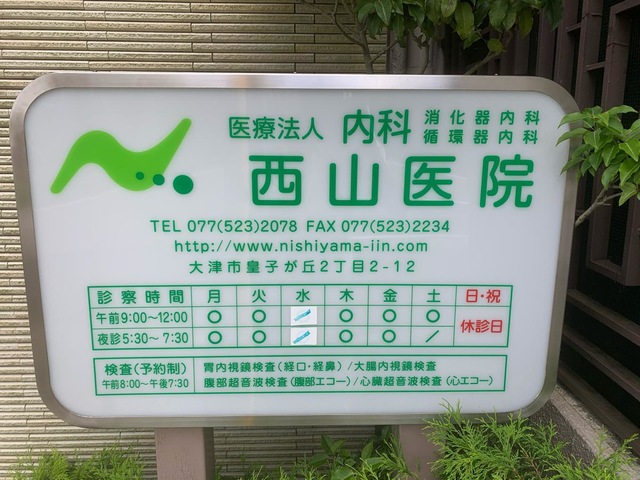 医療法人 内科 消化器内科
循環器内科
西山医院
TEL 077(523)2078 FAX 077(523)2234
http://www.nishiyama-iin.com
大津市皇子が丘2丁目2-12
診察時間 月 火 水 木 金 土 日・祝
午前9:00〜12:00 ○ ○ / ○ ○ ○ 休診日
夜診5:30〜7:30 ○ ○ / ○ ○ /
検査(予約制) 胃内視鏡検査(経口・経鼻)/大腸内視鏡検査
午前8:00〜午後7:30 腹部超音波検査(腹部エコー)/心臓超音波検査(心エコー)